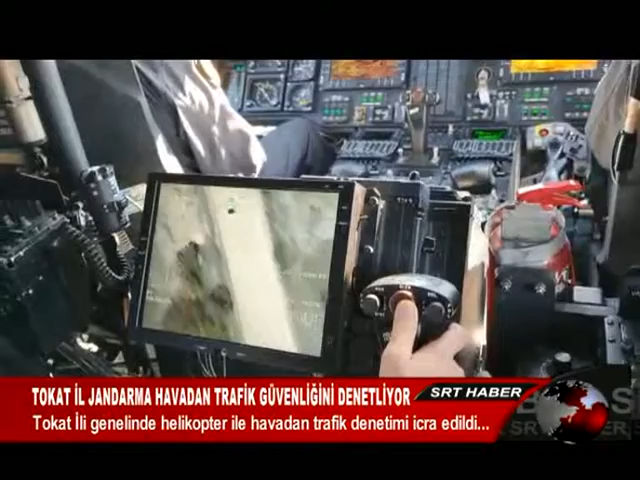 TOKAT İL JANDARMA HAVADAN TRAFİK GÜVENLİĞİNİ DENETLİYOR
SRT HABER
Tokat İli genelinde helikopter ile havadan trafik denetimi icra edildi...